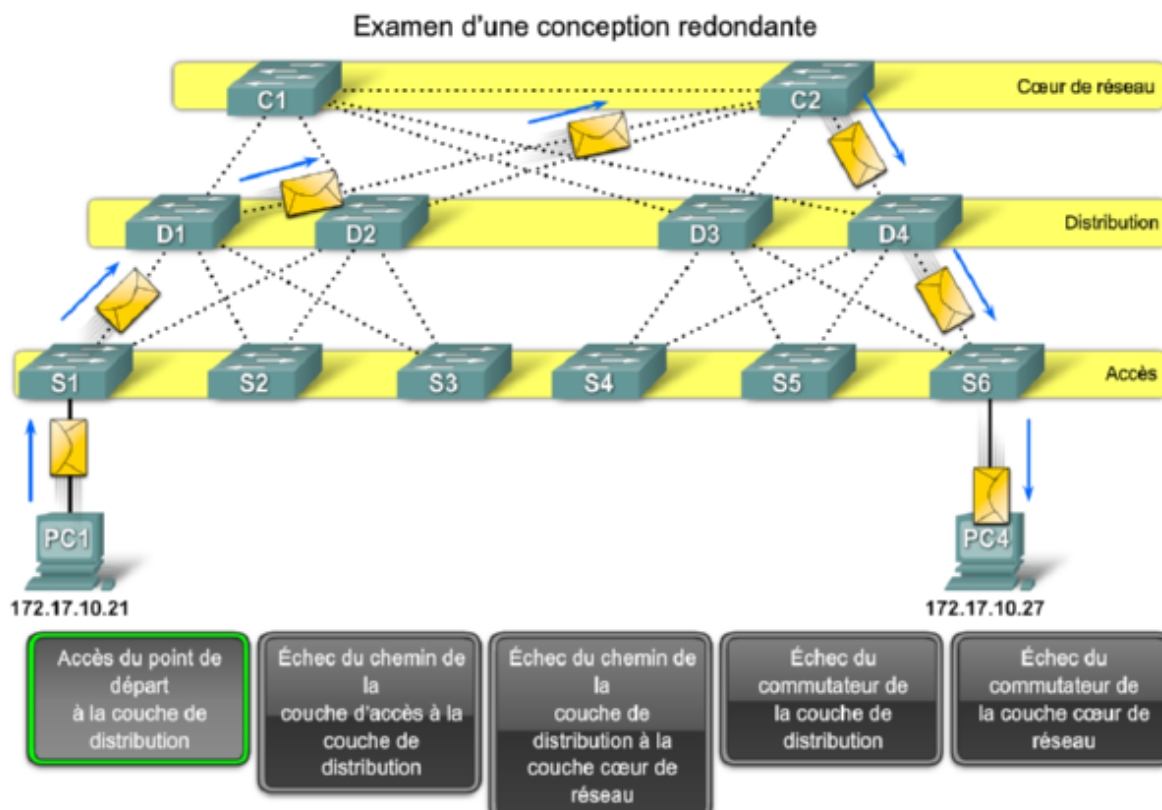 Examen d'une conception redondante
C1
C2
Cœur de réseau
D1
D2
D3
D4
Distribution
S1
S2
S3
S4
S5
S6
Accès
PC1
PC4
172.17.10.21
172.17.10.27
Accès du point de
départ
à la couche de
distribution
Échec du chemin de
la
couche d'accès à la
couche de
distribution
Échec du chemin de
la
couche de
distribution à la
couche cœur de
réseau
Échec du
commutateur de
la couche de
distribution
Échec du
commutateur de
la couche cœur de
réseau